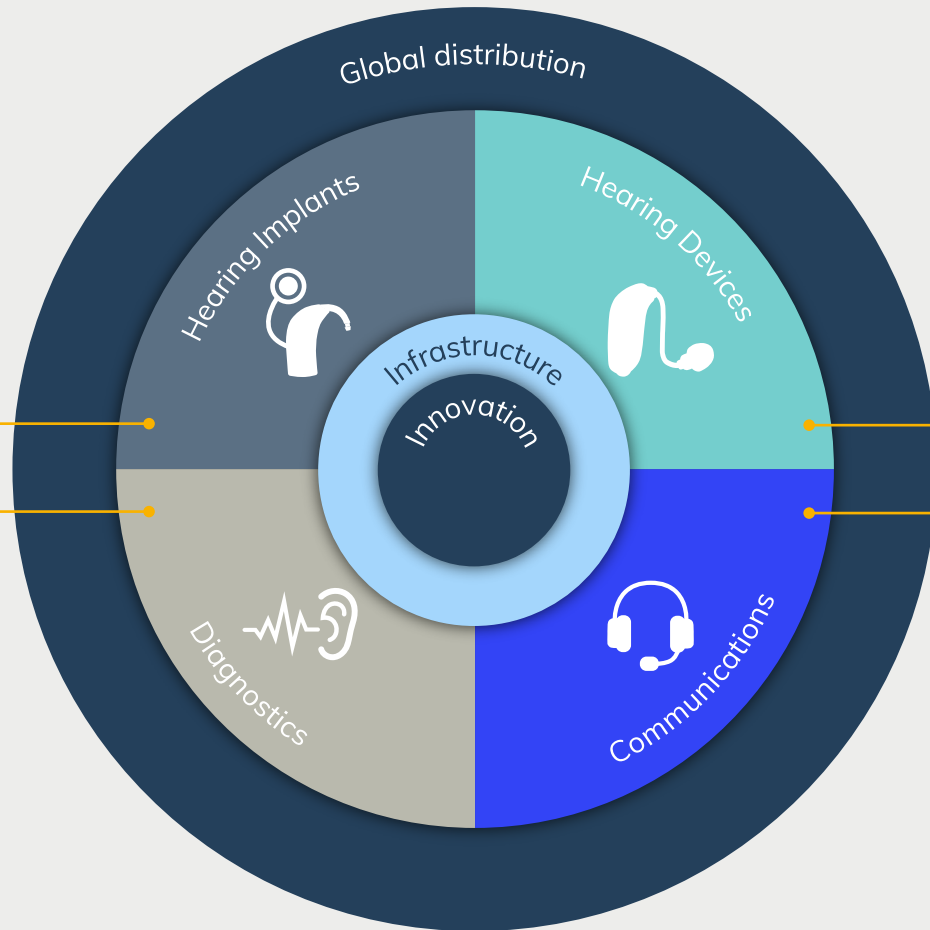 Global distribution
Hearing Implants
Hearing Devices
Infrastructure
Innovation
Diagnostics
Communications